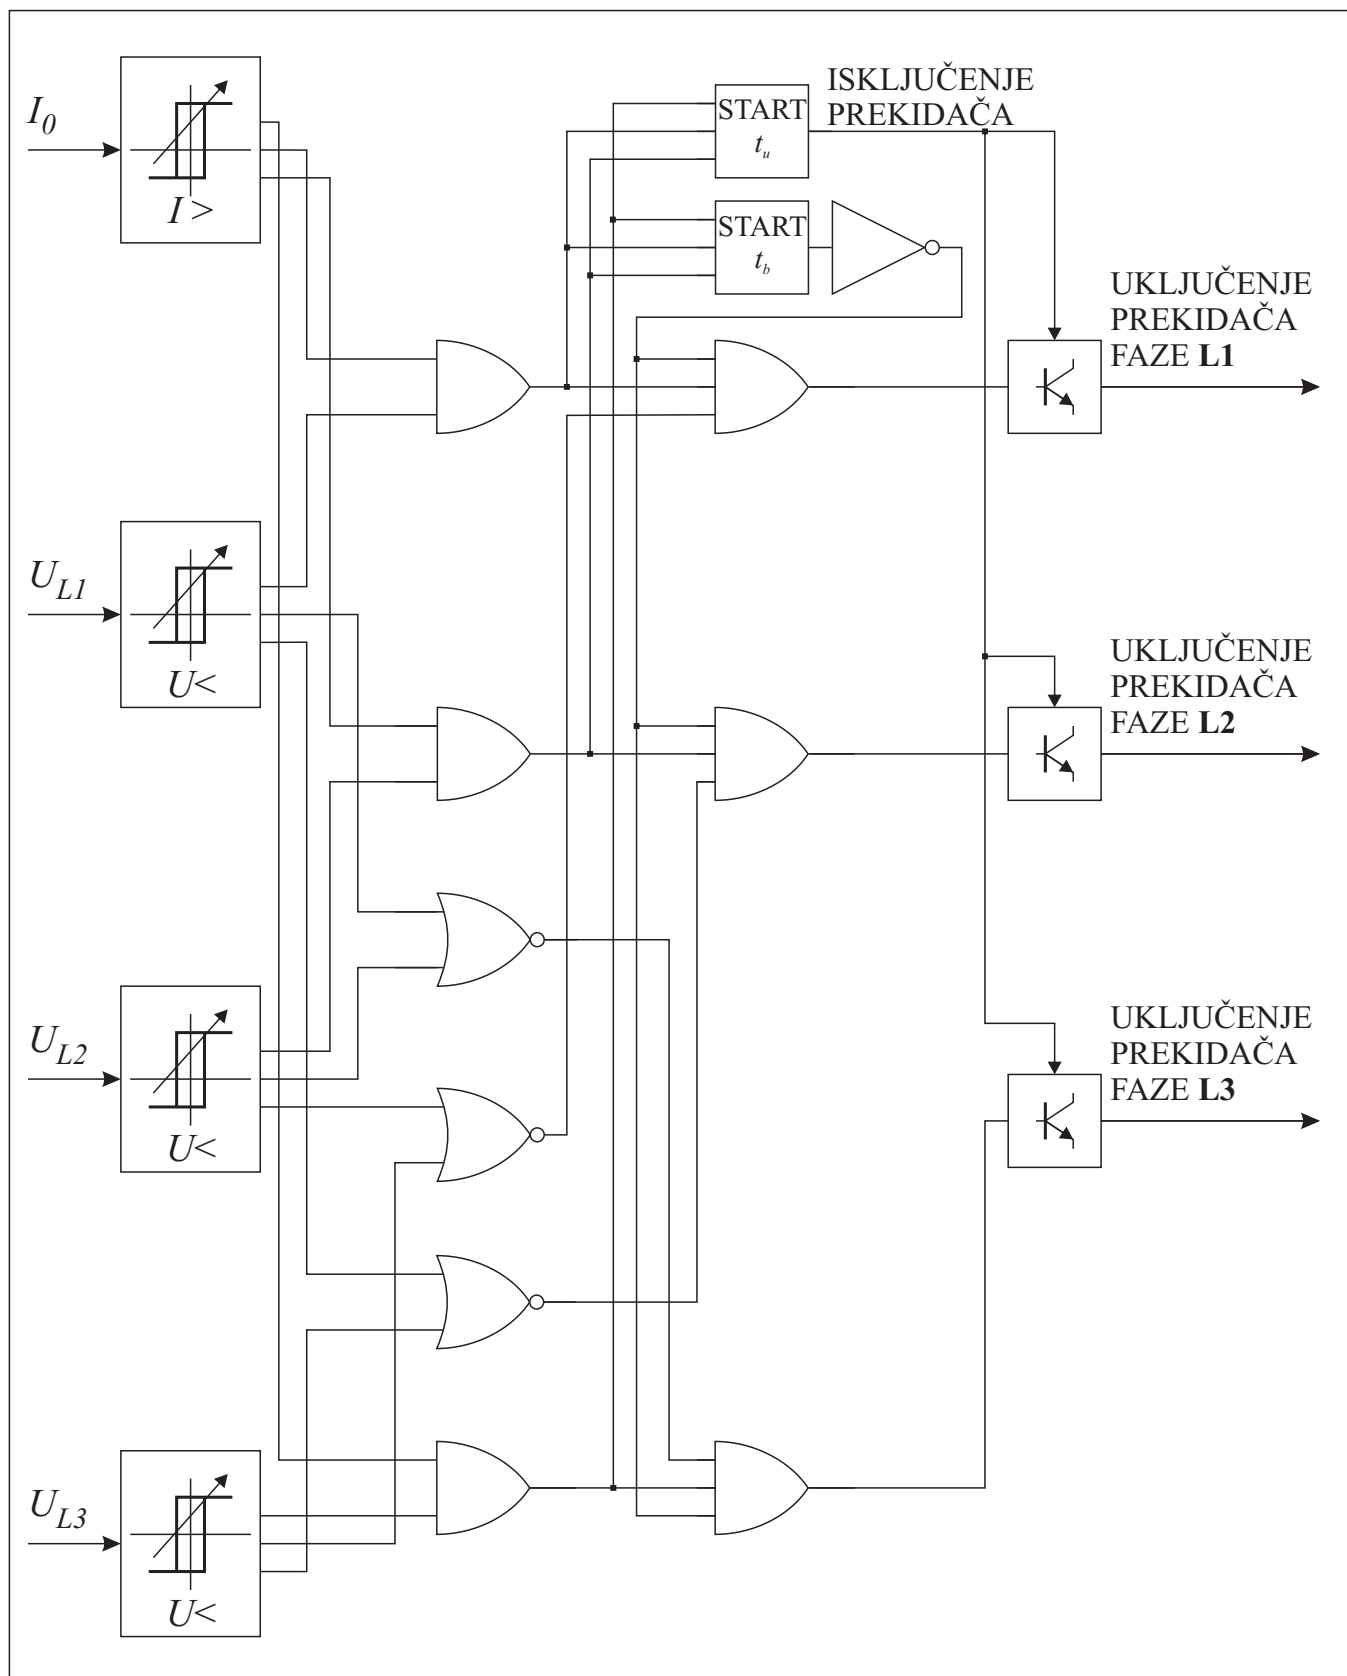 I0
I >
START
tu
ISKLJUČENJE
PREKIDAČA
START
tb
UKLJUČENJE
PREKIDAČA
FAZE L1
UL1
U<
UKLJUČENJE
PREKIDAČA
FAZE L2
UL2
U<
UKLJUČENJE
PREKIDAČA
FAZE L3
UL3
U<